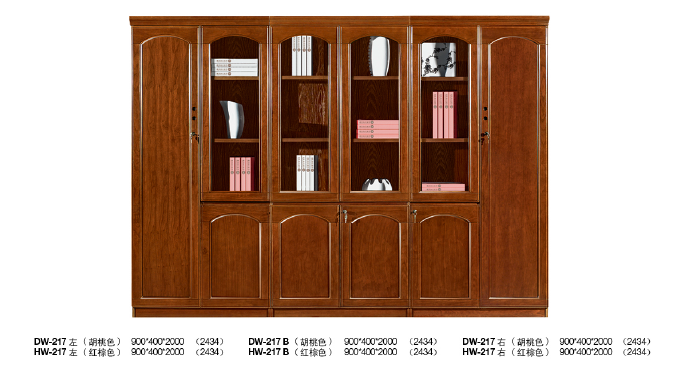 DW-217 左（胡桃色） 900*400*2000 （2434） DW-217 B（胡桃色） 900*400*2000 （2434） DW-217 右（胡桃色） 900*400*2000 （2434）
HW-217 左（红棕色） 900*400*2000 （2434） HW-217 B（红棕色） 900*400*2000 （2434） HW-217 右（红棕色） 900*400*2000 （2434）